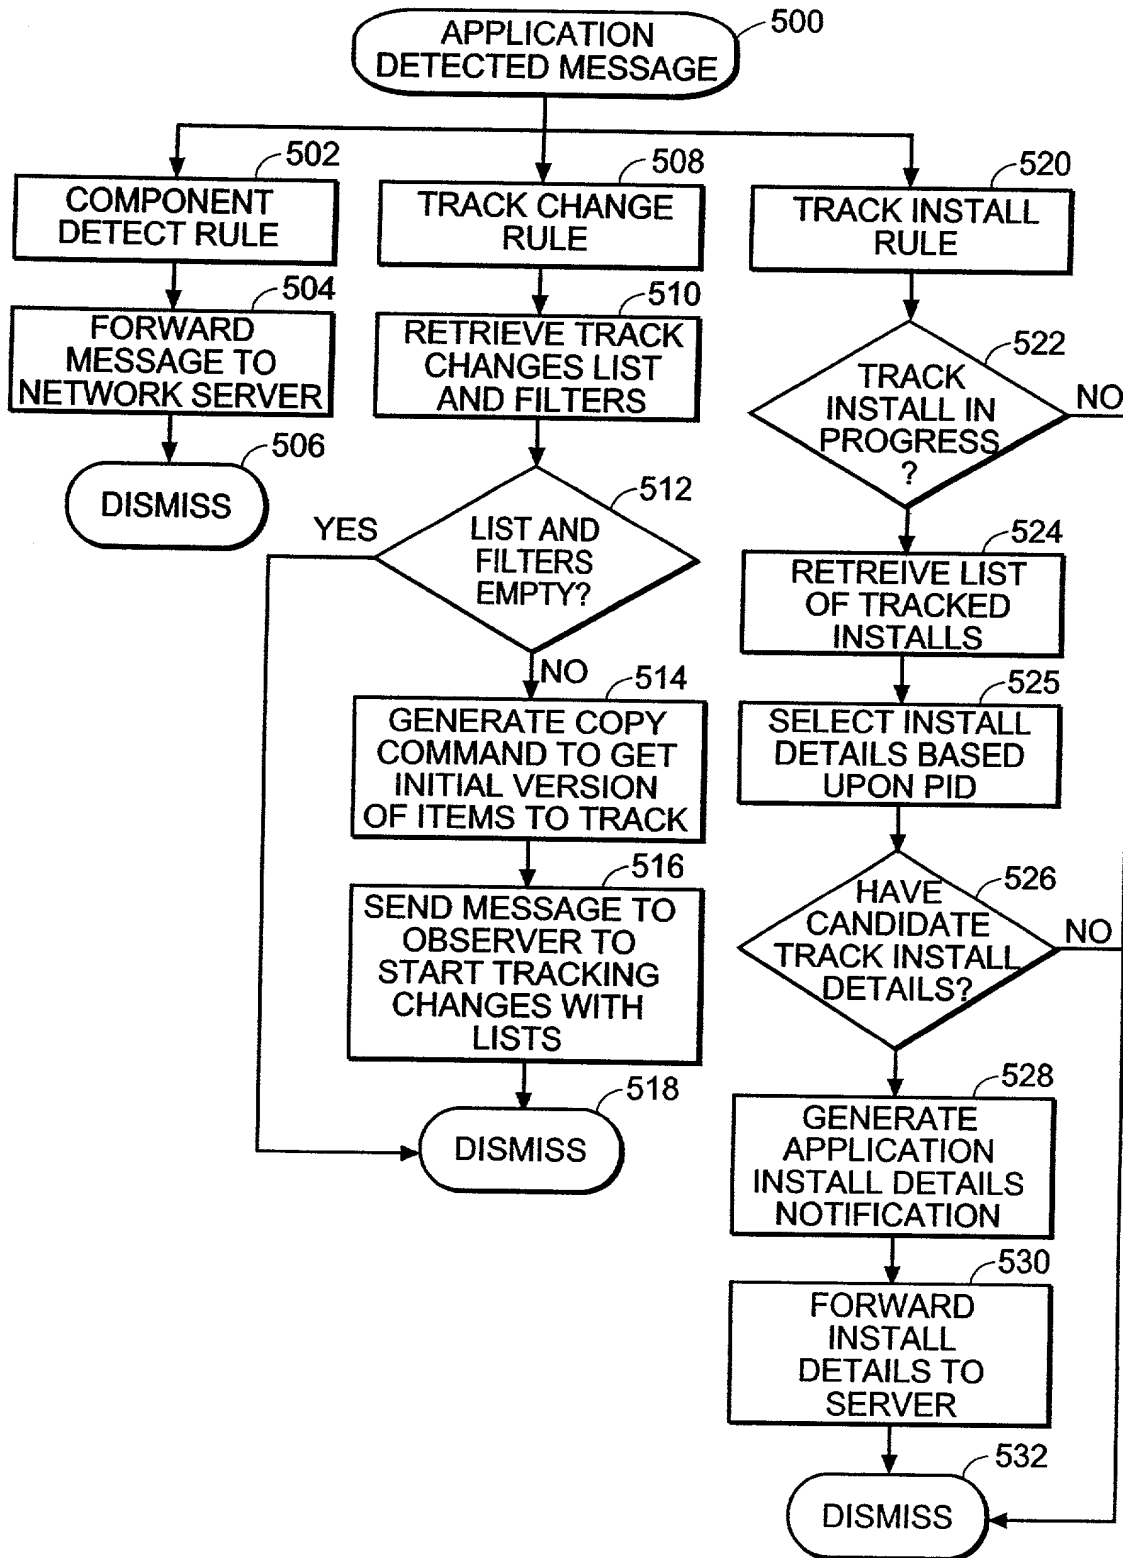 APPLICATION
DETECTED MESSAGE
500
502
COMPONENT
DETECT RULE
504
FORWARD
MESSAGE TO
NETWORK SERVER
506
DISMISS
508
TRACK CHANGE
RULE
510
RETRIEVE TRACK
CHANGES LIST
AND FILTERS
512
LIST AND
FILTERS
EMPTY?
YES
NO
514
GENERATE COPY
COMMAND TO GET
INITIAL VERSION
OF ITEMS TO TRACK
516
SEND MESSAGE TO
OBSERVER TO
START TRACKING
CHANGES WITH
LISTS
518
DISMISS
520
TRACK INSTALL
RULE
522
TRACK
INSTALL IN
PROGRESS
?
NO
524
RETREIVE LIST
OF TRACKED
INSTALLS
525
SELECT INSTALL
DETAILS BASED
UPON PID
526
HAVE
CANDIDATE
TRACK INSTALL
DETAILS?
NO
528
GENERATE
APPLICATION
INSTALL DETAILS
NOTIFICATION
530
FORWARD
INSTALL
DETAILS TO
SERVER
532
DISMISS